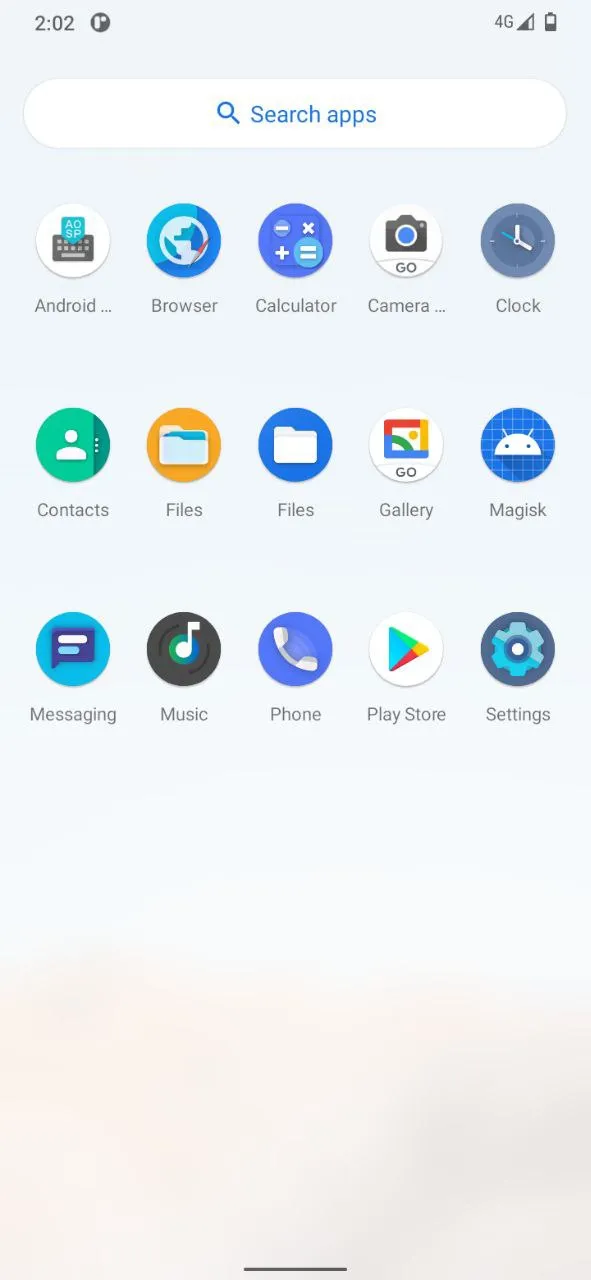 2:02 4G
Search apps
AO
SP
GO
Android ... Browser Calculator Camera ... Clock
GO
Contacts Files Files Gallery Magisk
Messaging Music Phone Play Store Settings